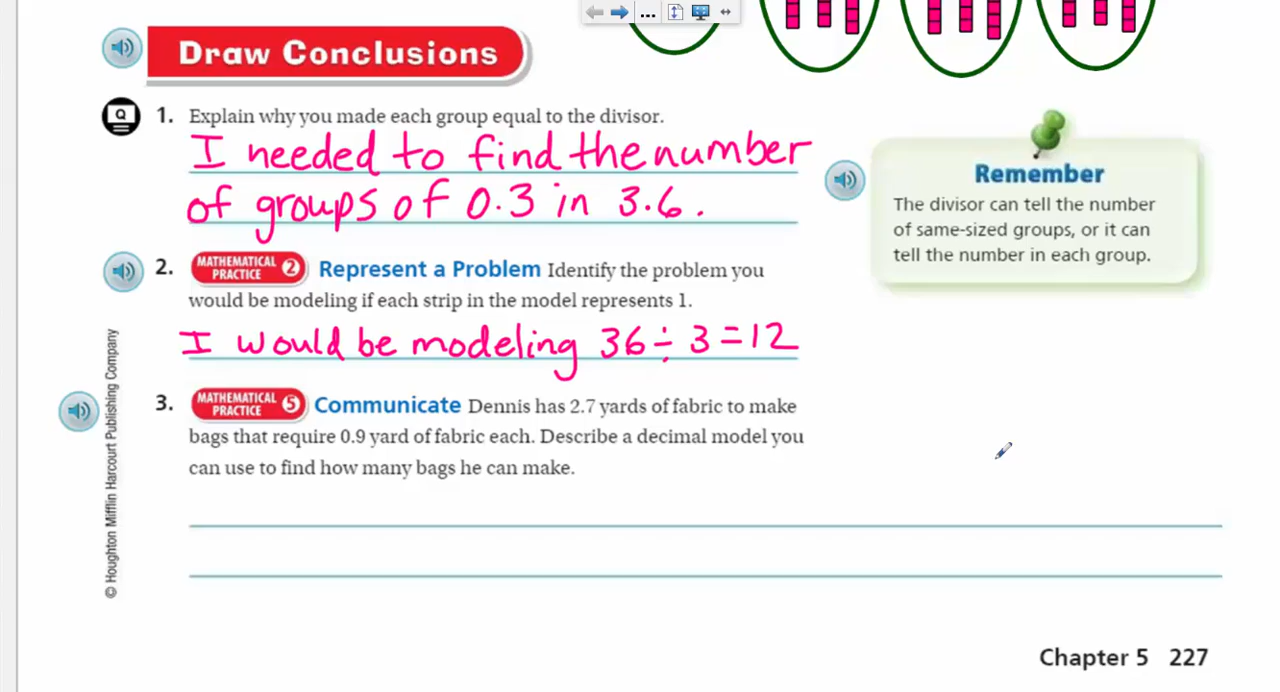 ...
Draw Conclusions
Q
1. Explain why you made each group equal to the divisor.
I needed to find the number
of groups of 0.3 in 3.6.
Remember
The divisor can tell the number
of same-sized groups, or it can
tell the number in each group.
2. MATHEMATICAL PRACTICE 2 Represent a Problem Identify the problem you
would be modeling if each strip in the model represents 1.
I would be modeling 36 ÷ 3 = 12
3. MATHEMATICAL PRACTICE 5 Communicate Dennis has 2.7 yards of fabric to make
bags that require 0.9 yard of fabric each. Describe a decimal model you
can use to find how many bags he can make.
© Houghton Mifflin Harcourt Publishing Company
Chapter 5 227